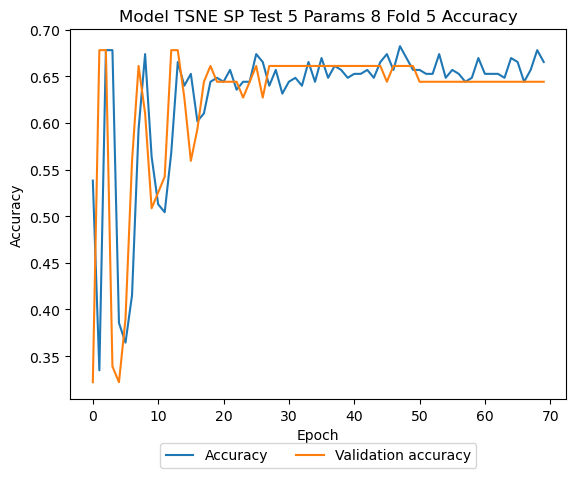 Model TSNE SP Test 5 Params 8 Fold 5 Accuracy
0.70
0.65
0.60
0.55
0.50
0.45
0.40
0.35
Accuracy
0 10 20 30 40 50 60 70
Epoch
Accuracy Validation accuracy